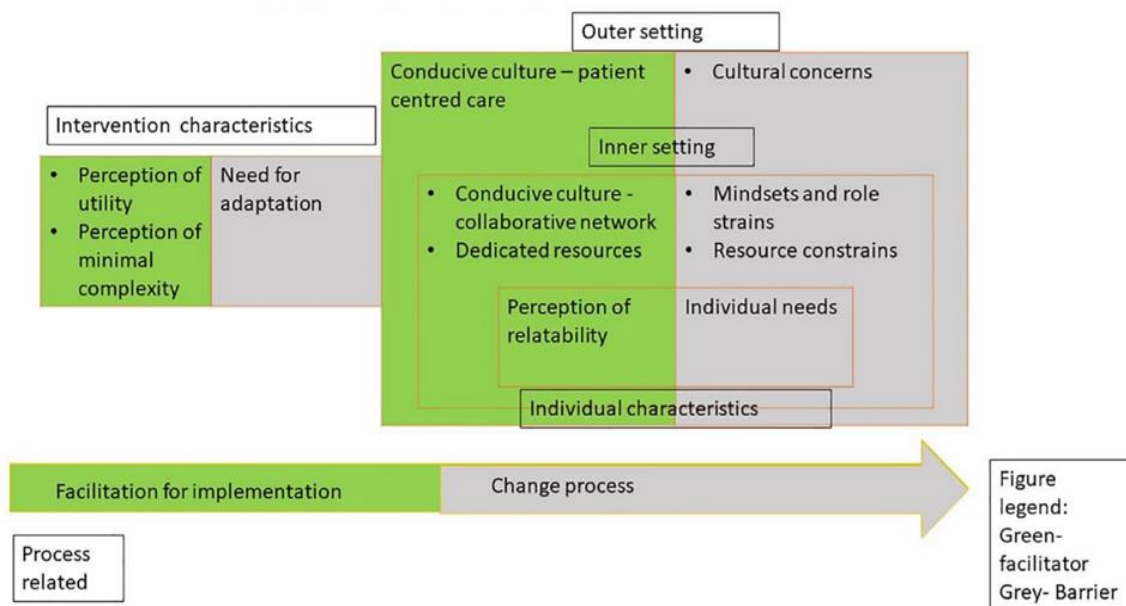 Outer setting
Conducive culture – patient
centred care
• Cultural concerns
Intervention characteristics
• Perception of
utility
• Perception of
minimal
complexity
Need for
adaptation
Inner setting
• Conducive culture -
collaborative network
• Dedicated resources
• Mindsets and role
strains
• Resource constrains
Perception of
relatability
Individual needs
Individual characteristics
Facilitation for implementation
Change process
Process
related
Figure
legend:
Green-
facilitator
Grey- Barrier